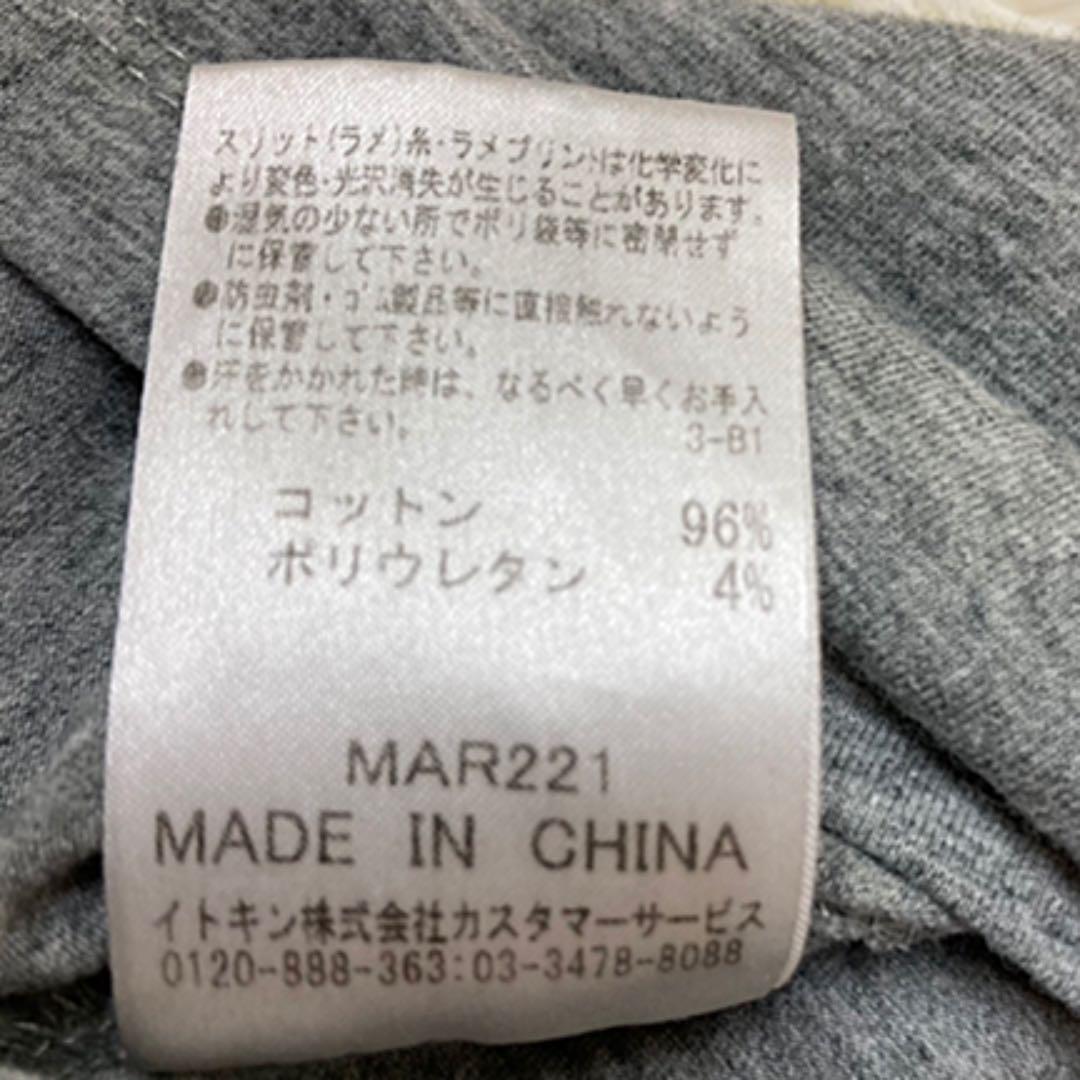 スリット(ラメ)糸・ラメプリントは化学変化に
より変色・光沢消失が生じることがあります。
●湿気の少ない所でポリ袋等に密閉せず
に保管して下さい。
●防虫剤・ゴム製品等に直接触れないよう
に保管して下さい。
●汗をかかれた時は、なるべく早くお手入
れして下さい。 3-B1
コットン 96%
ポリウレタン 4%
MAR221
MADE IN CHINA
イトキン株式会社カスタマーサービス
0120-888-363:03-3478-8088